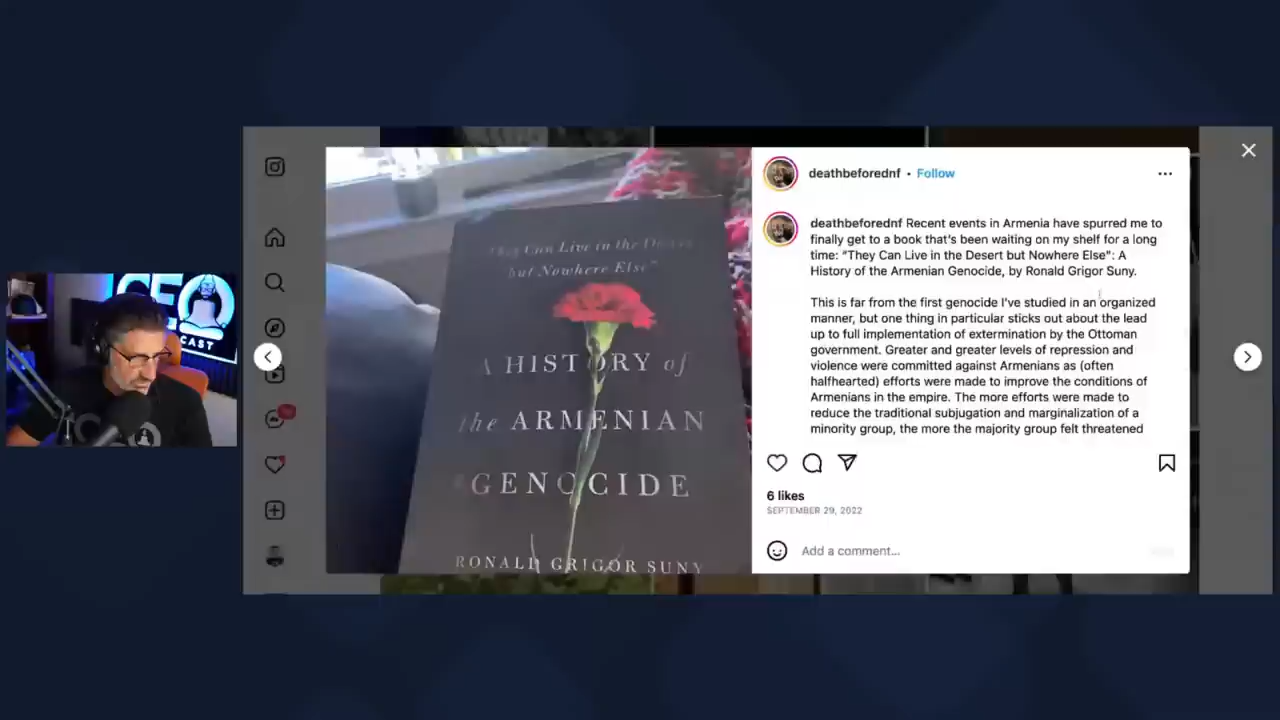 deathbeforednf • Follow
deathbeforednf Recent events in Armenia have spurred me to
finally get to a book that's been waiting on my shelf for a long
time: "They Can Live in the Desert but Nowhere Else": A
History of the Armenian Genocide, by Ronald Grigor Suny.
This is far from the first genocide I've studied in an organized
manner, but one thing in particular sticks out about the lead
up to full implementation of extermination by the Ottoman
government. Greater and greater levels of repression and
violence were committed against Armenians as (often
halfhearted) efforts were made to improve the conditions of
Armenians in the empire. The more efforts were made to
reduce the traditional subjugation and marginalization of a
minority group, the more the majority group felt threatened
6 likes
SEPTEMBER 29, 2022
Add a comment...
"They Can Live in the Desert
but Nowhere Else"
A HISTORY of
the ARMENIAN
GENOCIDE
RONALD GRIGOR SUNY
CEO
CAST